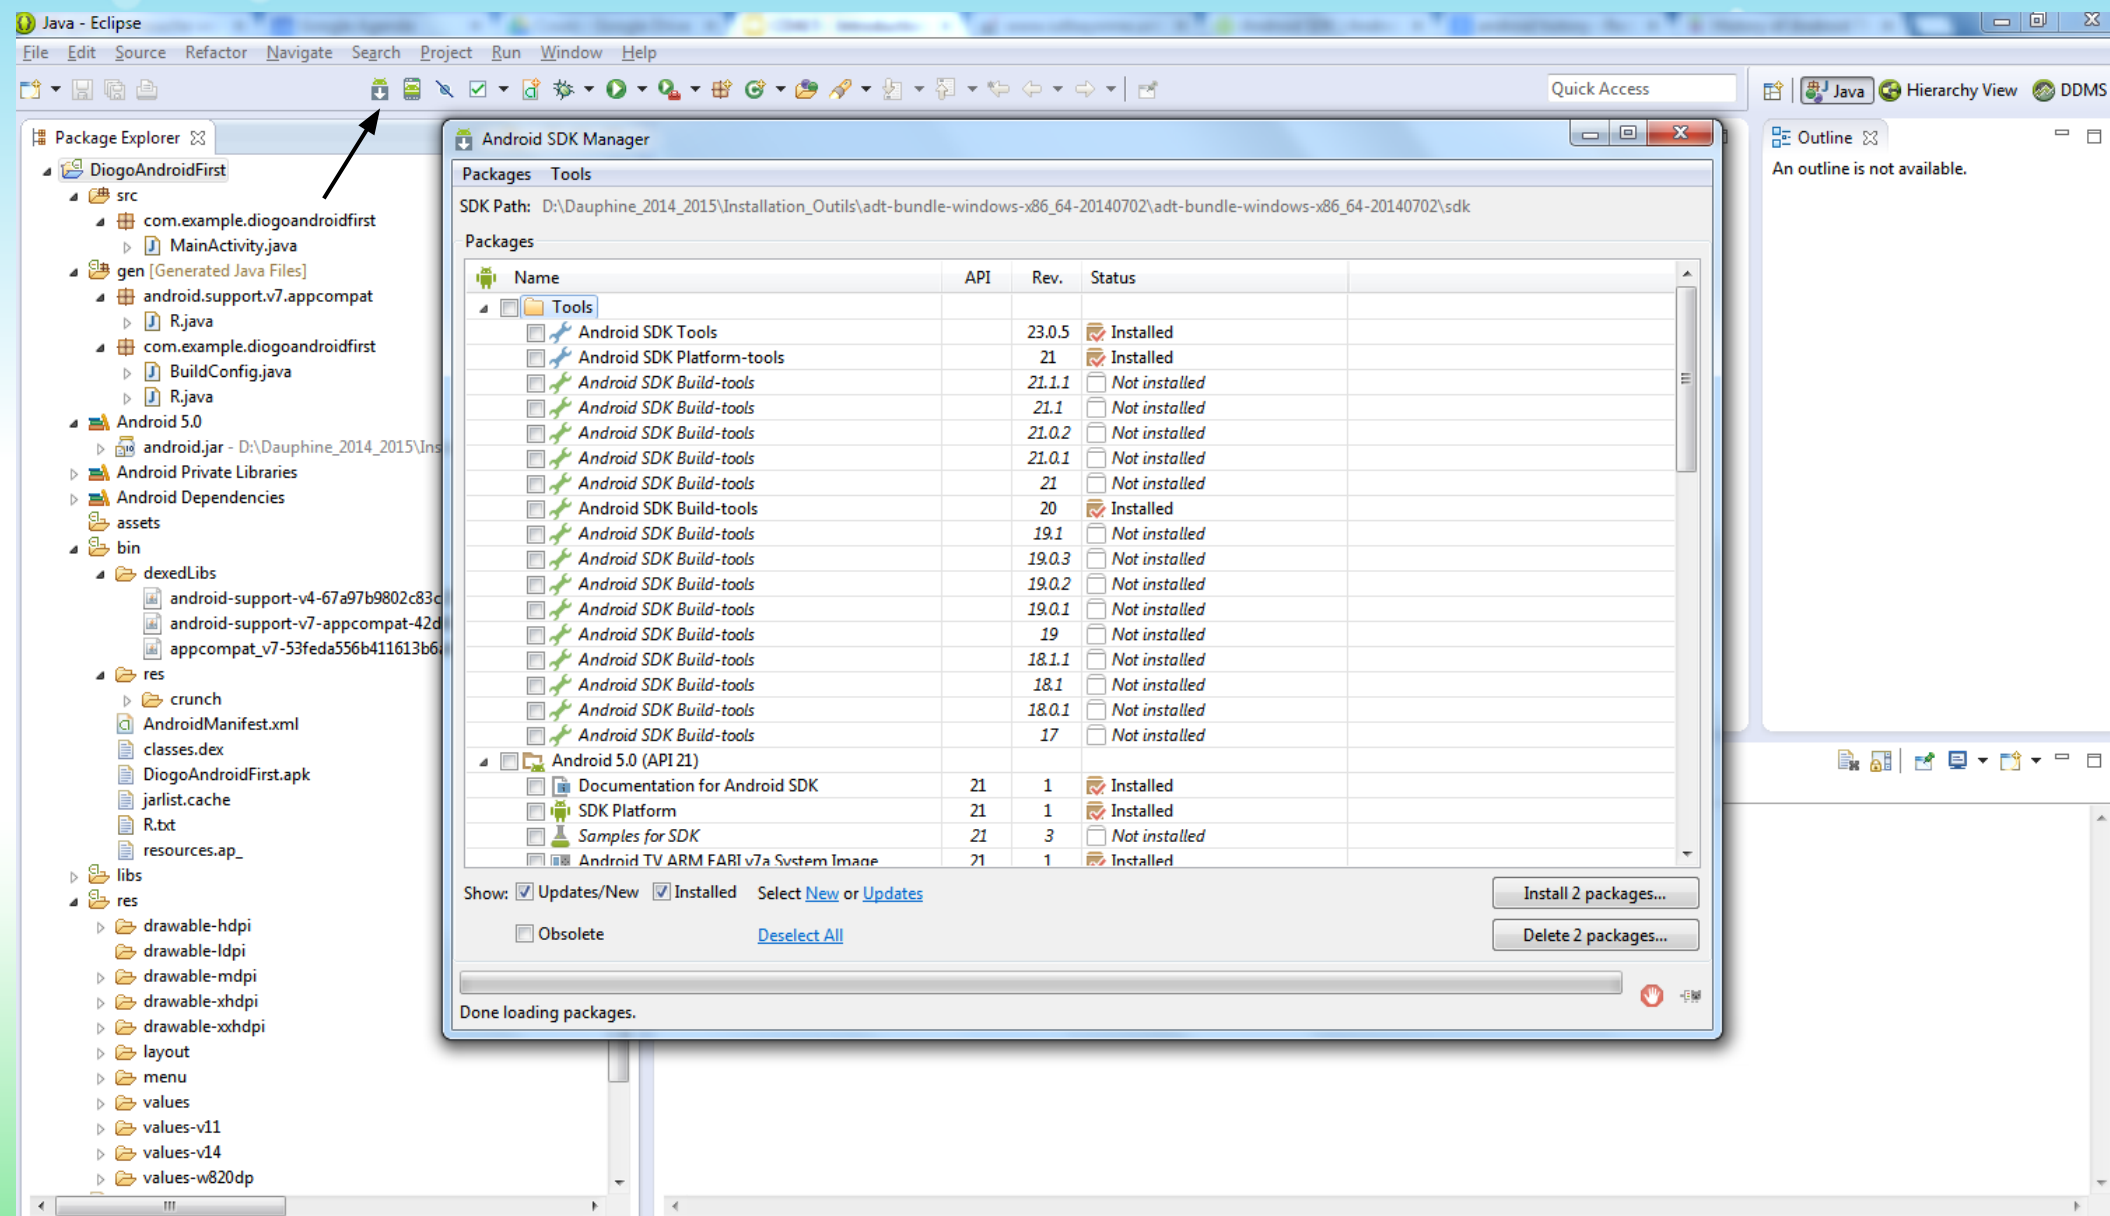 Java - Eclipse
File Edit Source Refactor Navigate Search Project Run Window Help
Quick Access
Java
Hierarchy View
DDMS
Package Explorer
DiogoAndroidFirst
src
com.example.diogoandroidfirst
MainActivity.java
gen [Generated Java Files]
android.support.v7.appcompat
R.java
com.example.diogoandroidfirst
BuildConfig.java
R.java
Android 5.0
android.jar - D:\Dauphine_2014_2015\Ins
Android Private Libraries
Android Dependencies
assets
bin
dexedLibs
android-support-v4-67a97b9802c83c
android-support-v7-appcompat-42d
appcompat_v7-53feda556b411613b6
res
crunch
AndroidManifest.xml
classes.dex
DiogoAndroidFirst.apk
jarlist.cache
R.txt
resources.ap_
libs
res
drawable-hdpi
drawable-ldpi
drawable-mdpi
drawable-xhdpi
drawable-xxhdpi
layout
menu
values
values-v11
values-v14
values-w820dp
Android SDK Manager
Packages Tools
SDK Path: D:\Dauphine_2014_2015\Installation_Outils\adt-bundle-windows-x86_64-20140702\adt-bundle-windows-x86_64-20140702\sdk
Packages
Name API Rev. Status
Tools
Android SDK Tools 23.0.5 Installed
Android SDK Platform-tools 21 Installed
Android SDK Build-tools 21.1.1 Not installed
Android SDK Build-tools 21.1 Not installed
Android SDK Build-tools 21.0.2 Not installed
Android SDK Build-tools 21.0.1 Not installed
Android SDK Build-tools 21 Not installed
Android SDK Build-tools 20 Installed
Android SDK Build-tools 19.1 Not installed
Android SDK Build-tools 19.0.3 Not installed
Android SDK Build-tools 19.0.2 Not installed
Android SDK Build-tools 19.0.1 Not installed
Android SDK Build-tools 19 Not installed
Android SDK Build-tools 18.1.1 Not installed
Android SDK Build-tools 18.1 Not installed
Android SDK Build-tools 18.0.1 Not installed
Android SDK Build-tools 17 Not installed
Android 5.0 (API 21)
Documentation for Android SDK 21 1 Installed
SDK Platform 21 1 Installed
Samples for SDK 21 3 Not installed
Android TV ARM EABI v7a System Image 21 1 Installed
Show: Updates/New Installed Select New or Updates
Install 2 packages...
Obsolete Deselect All
Delete 2 packages...
Done loading packages.
Outline
An outline is not available.